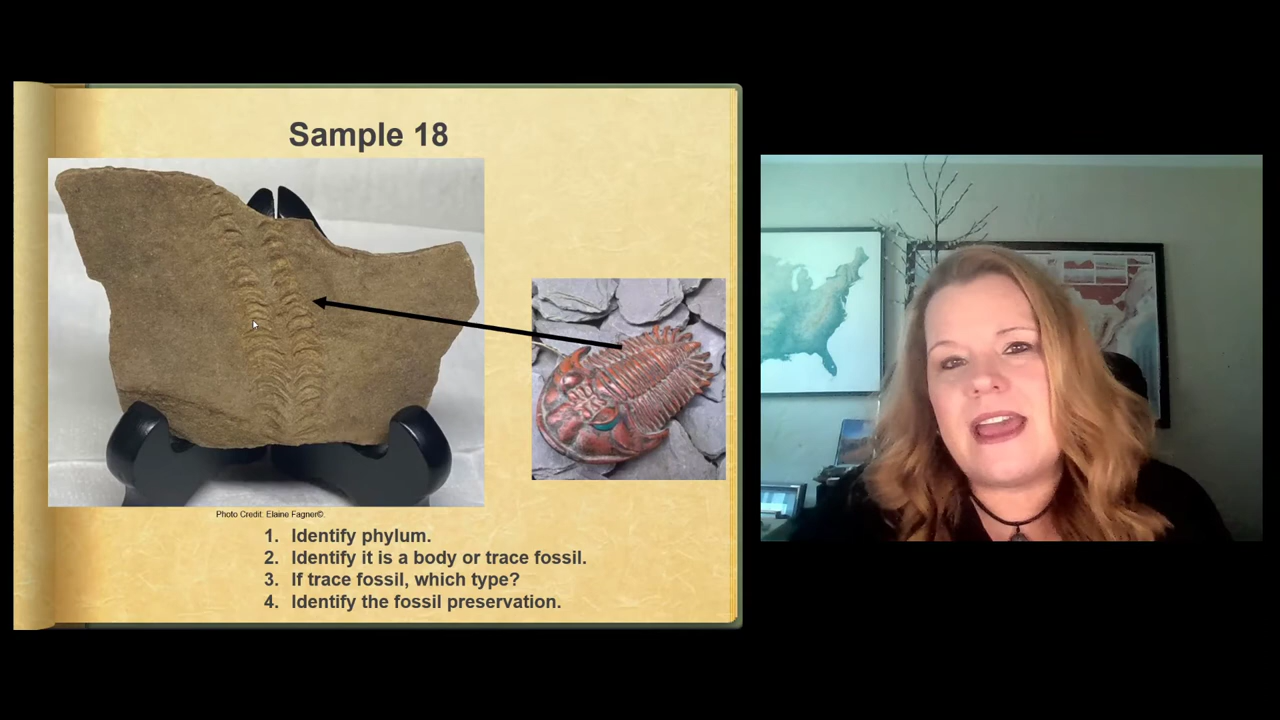 Sample 18
Photo Credit: Elaine Fagner©.
1. Identify phylum.
2. Identify it is a body or trace fossil.
3. If trace fossil, which type?
4. Identify the fossil preservation.